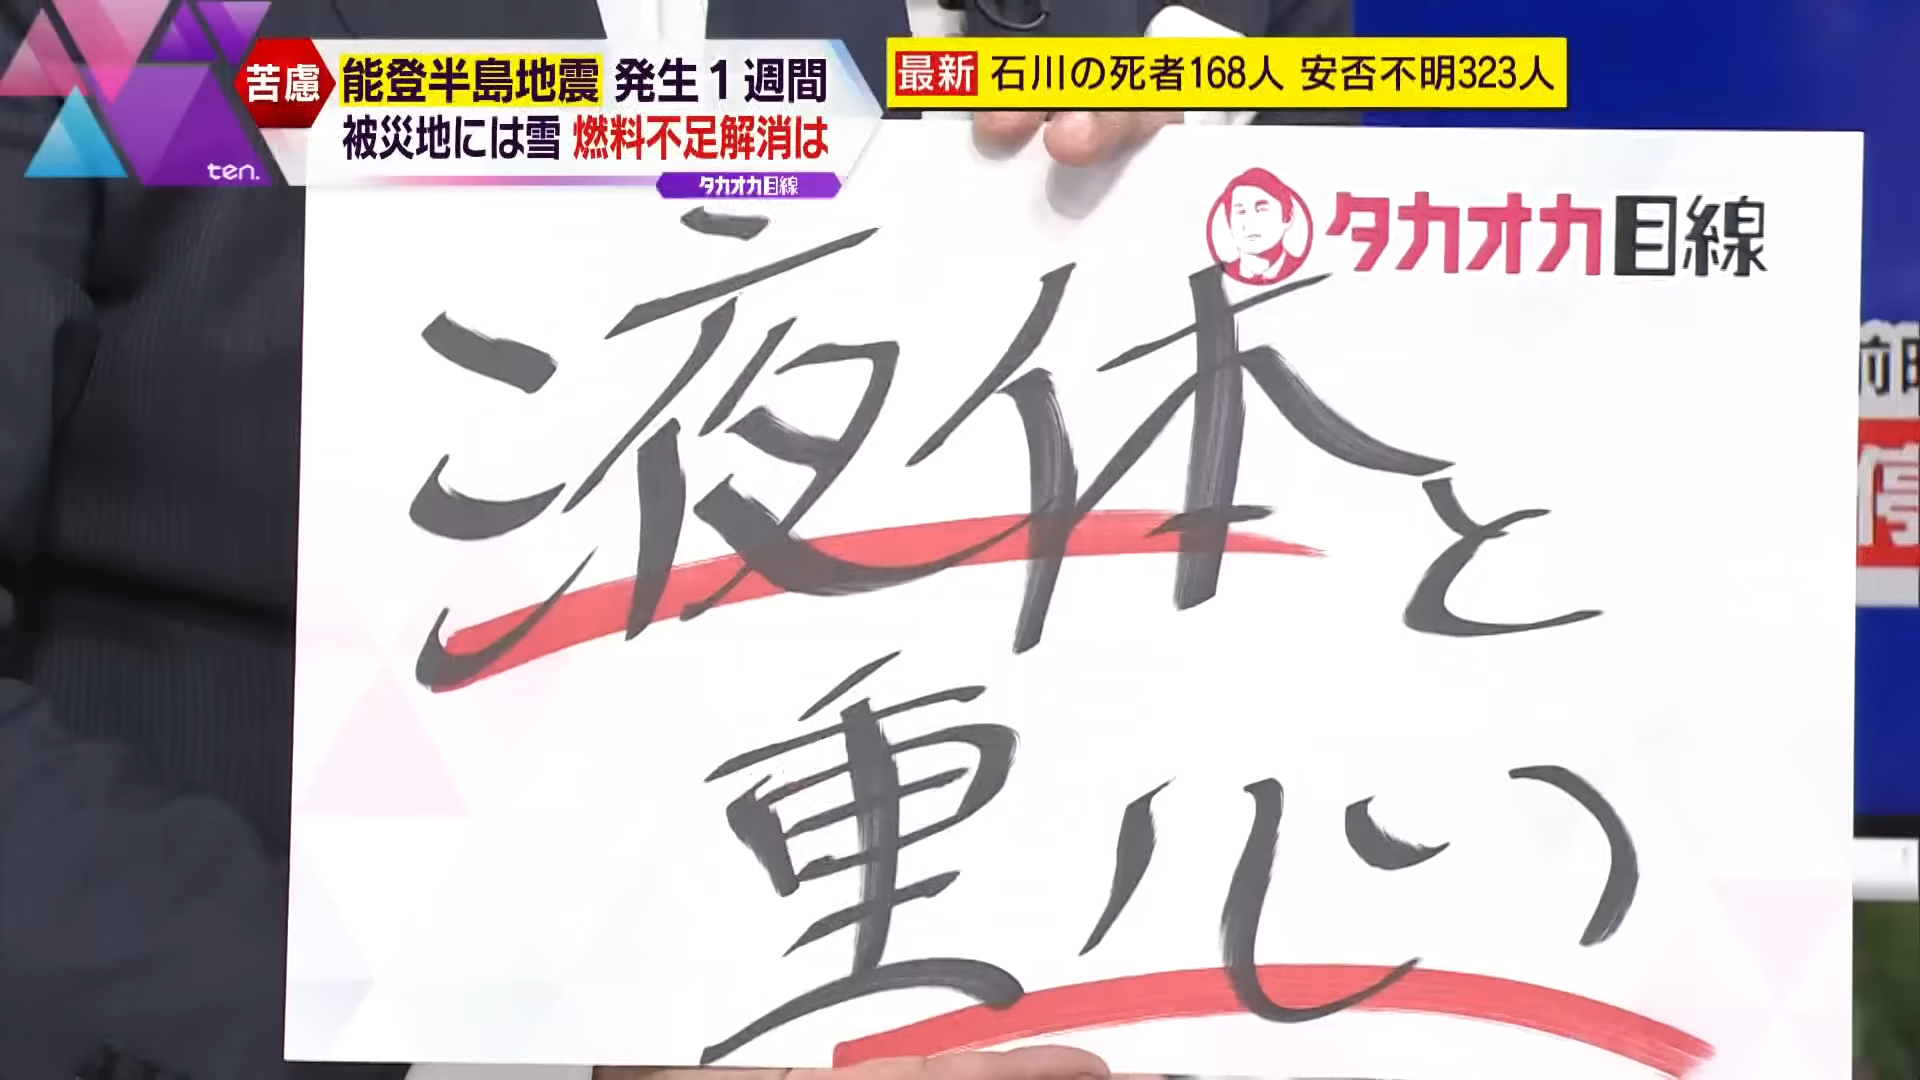 苦慮
能登半島地震 発生1週間
被災地には雪 燃料不足解消は
タカオカ目線
ten.
最新 石川の死者168人 安否不明323人
タカオカ目線
液体と
重心
前
停